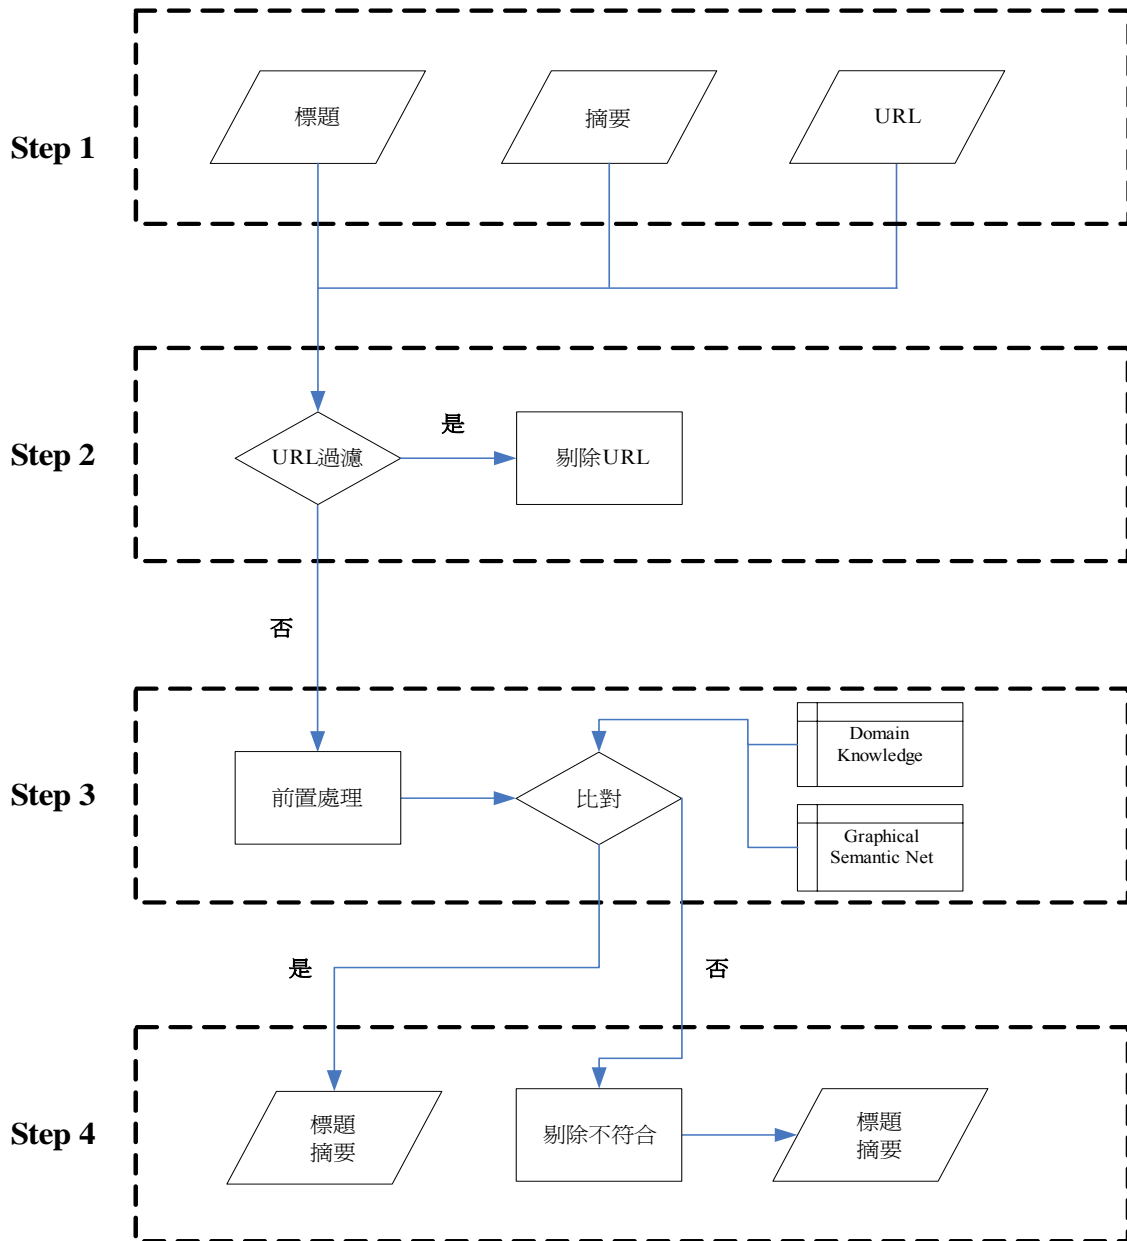 Step 1
標題
摘要
URL
Step 2
URL過濾
是
剔除URL
否
Step 3
前置處理
比對
Domain
Knowledge
Graphical
Semantic Net
是
否
Step 4
標題
摘要
剔除不符合
標題
摘要